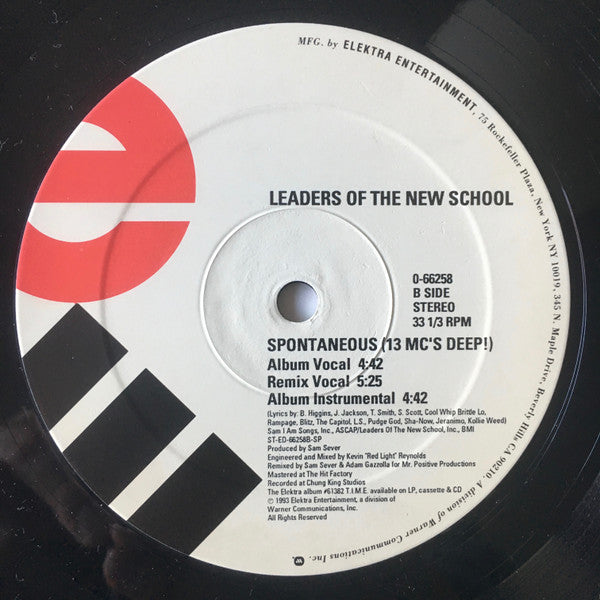 MFG. by ELEKTRA ENTERTAINMENT, 75 Rockefeller Plaza, New York NY 10019, 345 N. Maple Drive, Beverly Hills CA 90210. A division of Warner Communications Inc.
e
LEADERS OF THE NEW SCHOOL
0-66258
B SIDE
STEREO
33 1/3 RPM
SPONTANEOUS (13 MC'S DEEP!)
Album Vocal 4:42
Remix Vocal 5:25
Album Instrumental 4:42
(Lyrics by: B. Higgins, J. Jackson, T. Smith, S. Scott, Cool Whip Brittle Lo,
Rampage, Blitz, The Capitol, L.S, Pudge God, Sha-Now, Jeranimo, Kollie Weed)
Sam I Am Songs, Inc., ASCAP/Leaders Of The New School, Inc., BMI
ST-ED-66258B-SP
Produced by Sam Sever
Engineered and Mixed by Kevin "Red Light" Reynolds
Remixed by Sam Sever & Adam Gazzolla for Mr. Positive Productions
Mastered at The Hit Factory
Recorded at Chung King Studios
The Elektra album #61382 T.I.M.E. available on LP, cassette & CD
℗ 1993 Elektra Entertainment, a division of
Warner Communications, Inc.
All Rights Reserved